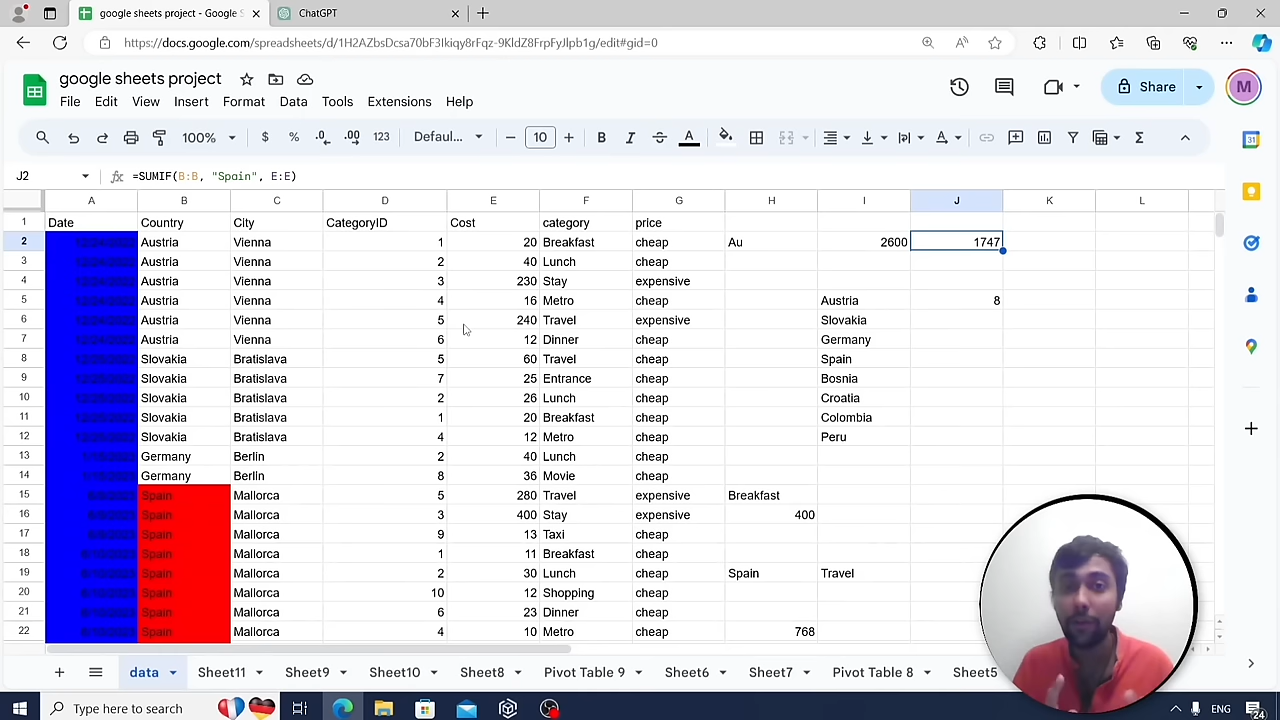 google sheets project - Google S
ChatGPT
https://docs.google.com/spreadsheets/d/1H2AZbsDcsa70bF3Ikiqy8rFqz-9KldZ8FrpFyJlpb1g/edit#gid=0
google sheets project
Share
M
File Edit View Insert Format Data Tools Extensions Help
100% $ % .0 .00 123 Defaul... 10 B I A
J2 =SUMIF(B:B, "Spain", E:E)
A B C D E F G H I J K L
1 Date Country City CategoryID Cost category price
2 Austria Vienna 1 20 Breakfast cheap Au 2600 1747
3 Austria Vienna 2 40 Lunch cheap
4 Austria Vienna 3 230 Stay expensive
5 Austria Vienna 4 16 Metro cheap Austria 8
6 Austria Vienna 5 240 Travel expensive Slovakia
7 Austria Vienna 6 12 Dinner cheap Germany
8 Slovakia Bratislava 5 60 Travel cheap Spain
9 Slovakia Bratislava 7 25 Entrance cheap Bosnia
10 Slovakia Bratislava 2 26 Lunch cheap Croatia
11 Slovakia Bratislava 1 20 Breakfast cheap Colombia
12 Slovakia Bratislava 4 12 Metro cheap Peru
13 Germany Berlin 2 40 Lunch cheap
14 Germany Berlin 8 36 Movie cheap
15 Spain Mallorca 5 280 Travel expensive Breakfast
16 Spain Mallorca 3 400 Stay expensive 400
17 Spain Mallorca 9 13 Taxi cheap
18 Spain Mallorca 1 11 Breakfast cheap
19 Spain Mallorca 2 30 Lunch cheap Spain Travel
20 Spain Mallorca 10 12 Shopping cheap
21 Spain Mallorca 6 23 Dinner cheap
22 Spain Mallorca 4 10 Metro cheap 768
data Sheet11 Sheet9 Sheet10 Sheet8 Pivot Table 9 Sheet6 Sheet7 Pivot Table 8 Sheet5
Type here to search
ENG
24